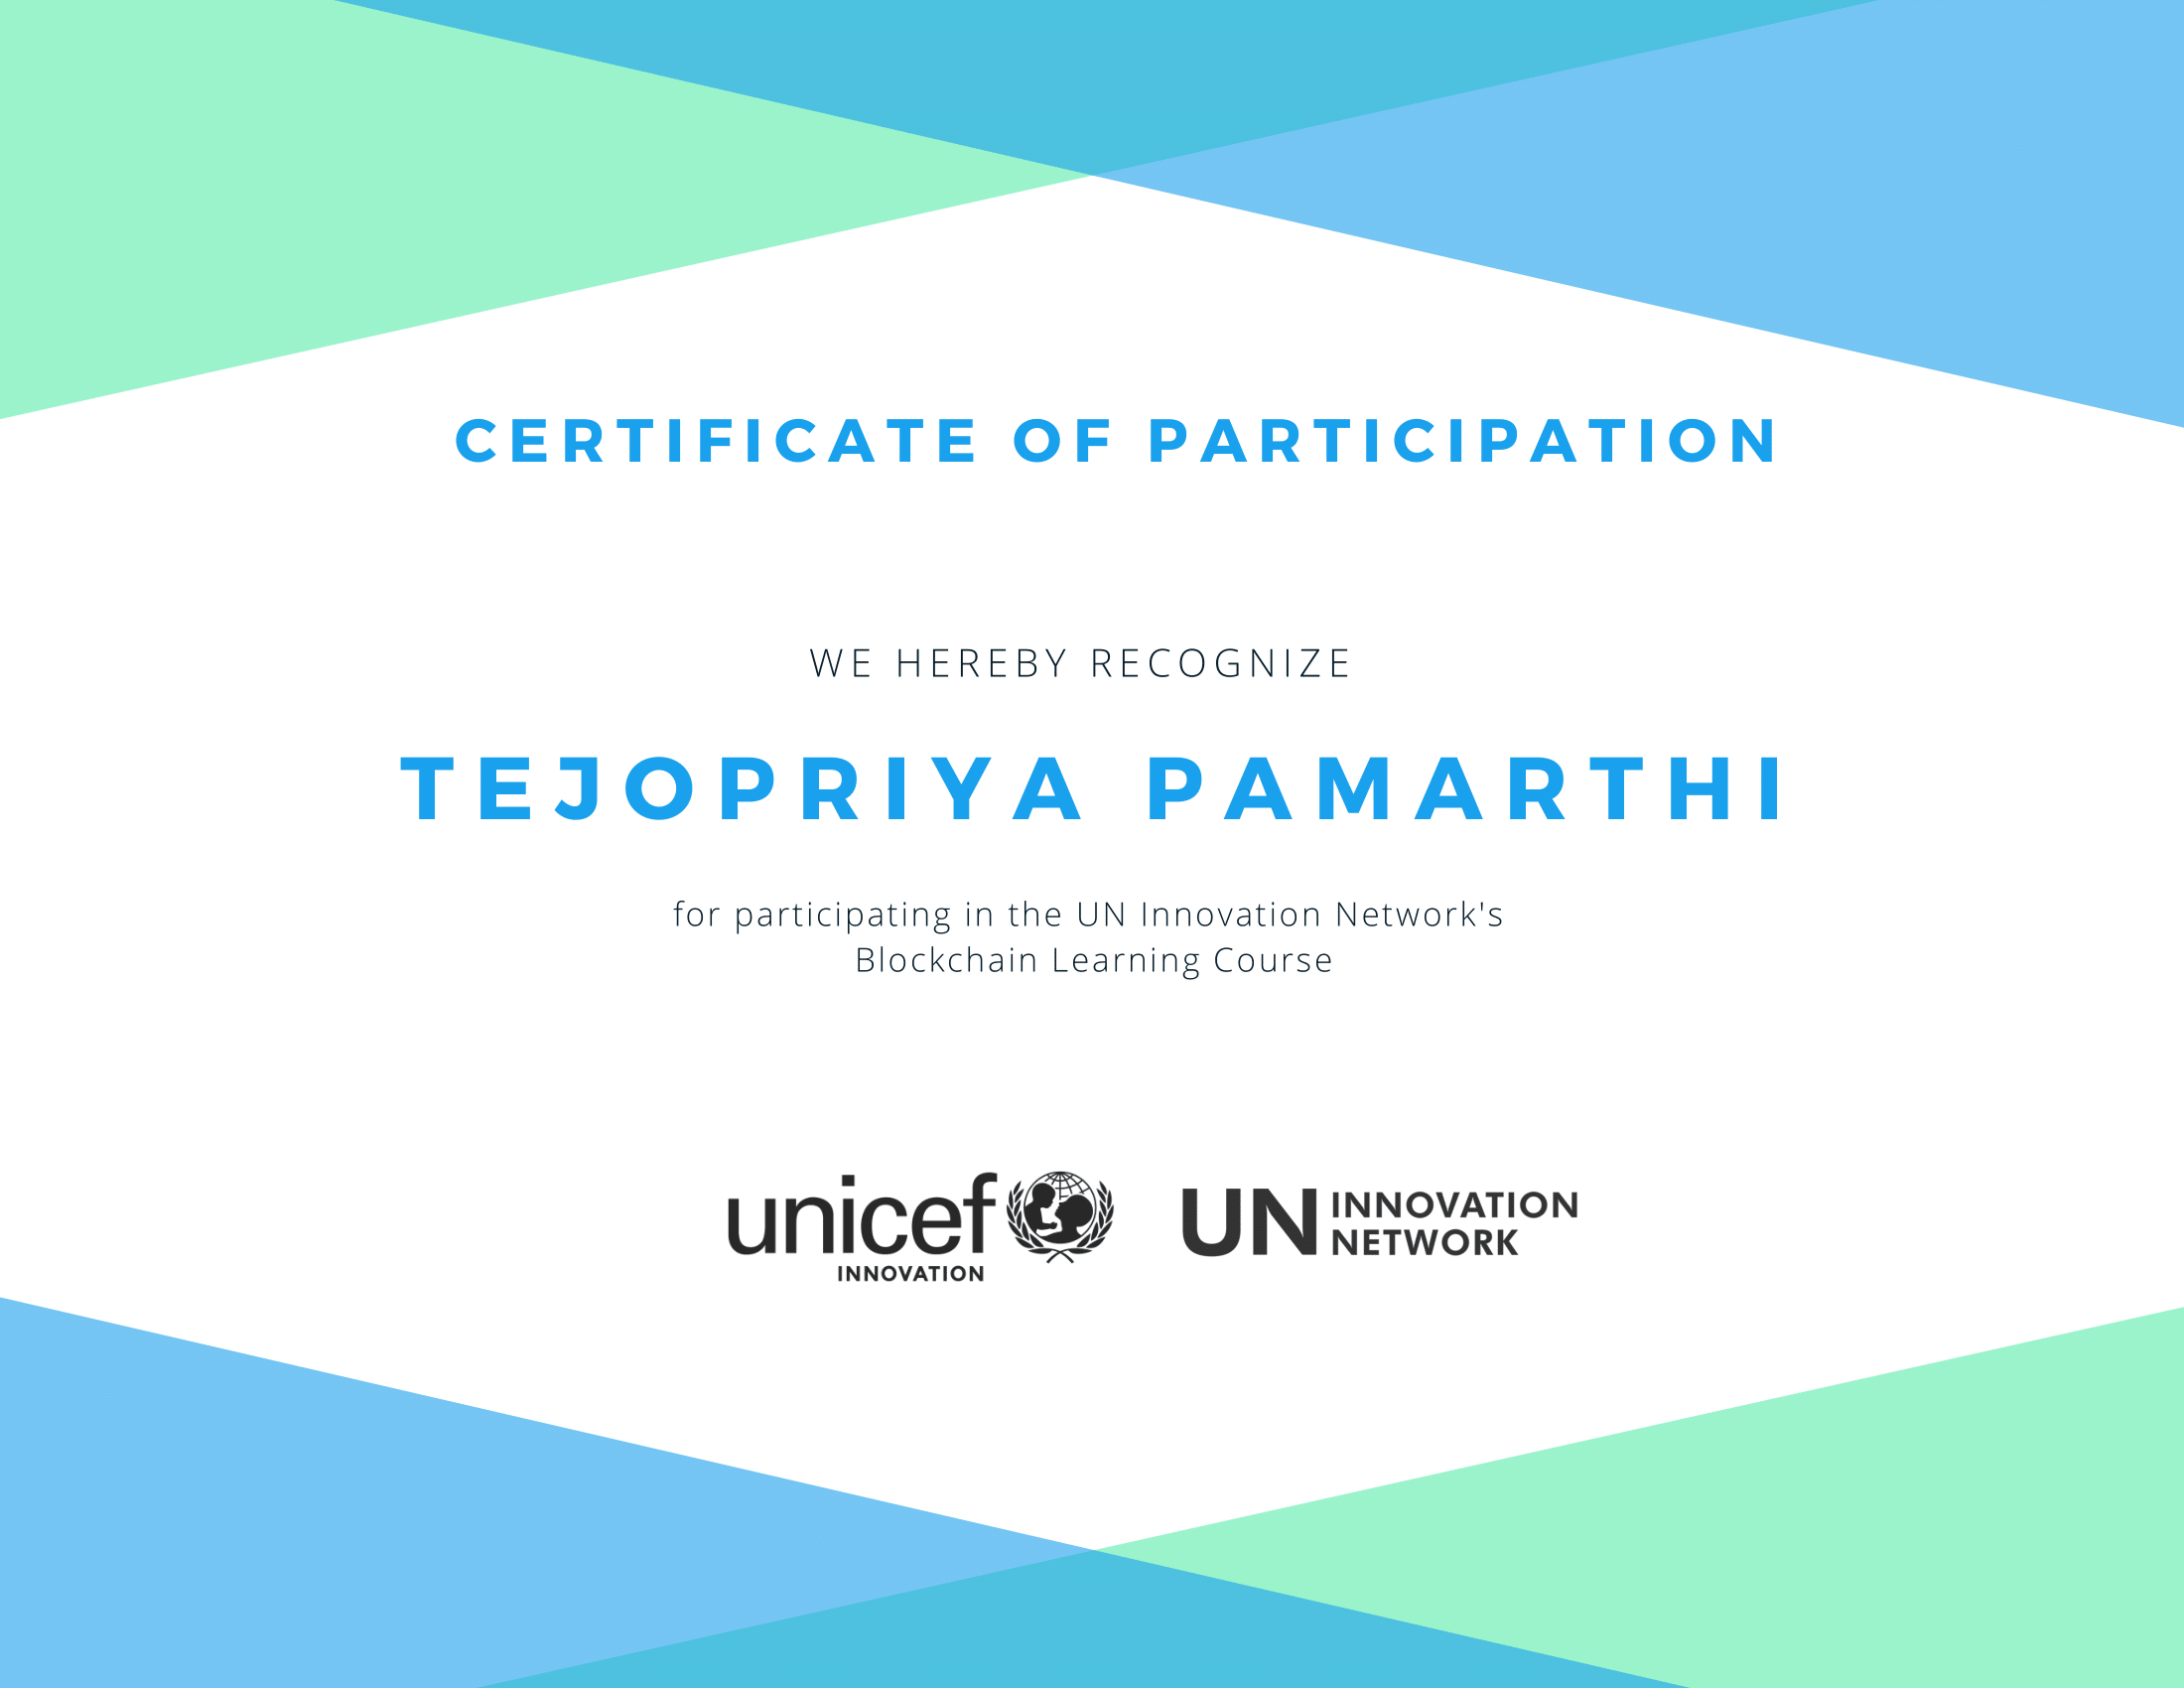 CERTIFICATE OF PARTICIPATION
WE HEREBY RECOGNIZE
TEJOPRIYA PAMARTHI
for participating in the UN Innovation Network's
Blockchain Learning Course
unicef
INNOVATION
UN INNOVATION
NETWORK